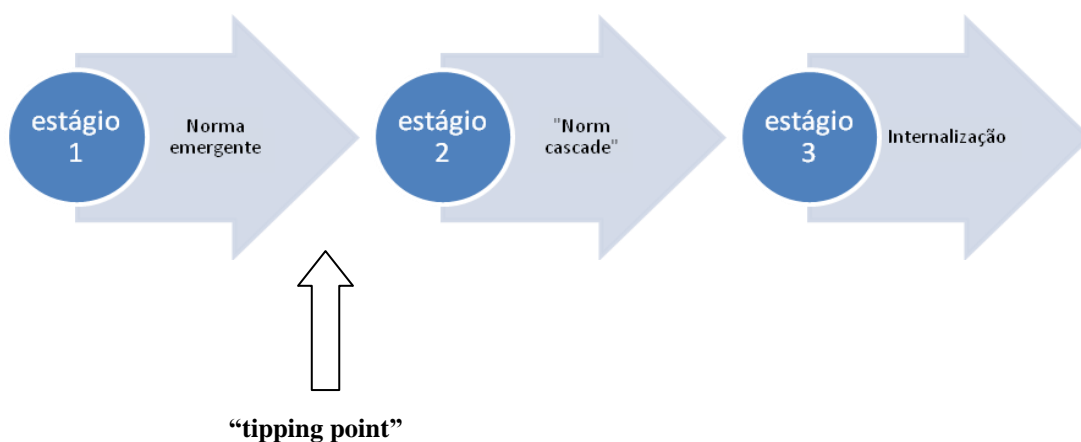 estágio
1
Norma
emergente
estágio
2
"Norm
cascade"
estágio
3
Internalização
“tipping point”